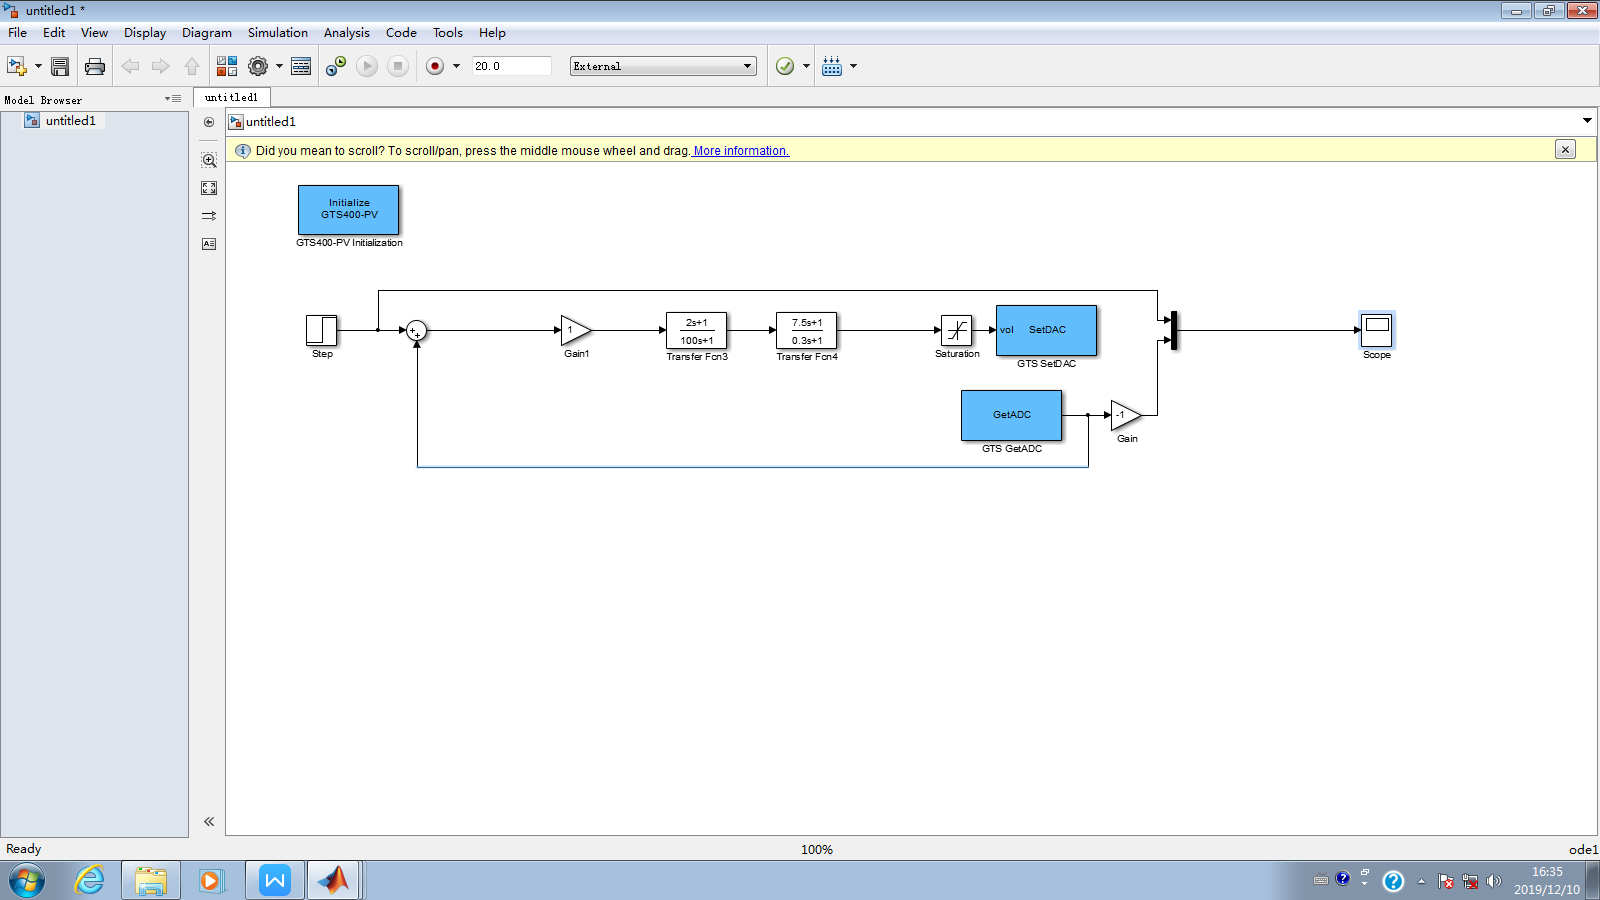 untitled1 *
File Edit View Display Diagram Simulation Analysis Code Tools Help
20.0 External
Model Browser
untitled1
untitled1
untitled1
Did you mean to scroll? To scroll/pan, press the middle mouse wheel and drag. More information.
Initialize
GTS400-PV
GTS400-PV Initialization
Step
1
Gain1
2s+1
100s+1
Transfer Fcn3
7.5s+1
0.3s+1
Transfer Fcn4
Saturation
vol SetDAC
GTS SetDAC
Scope
GetADC
GTS GetADC
-1
Gain
Ready 100% ode1
16:35
2019/12/10